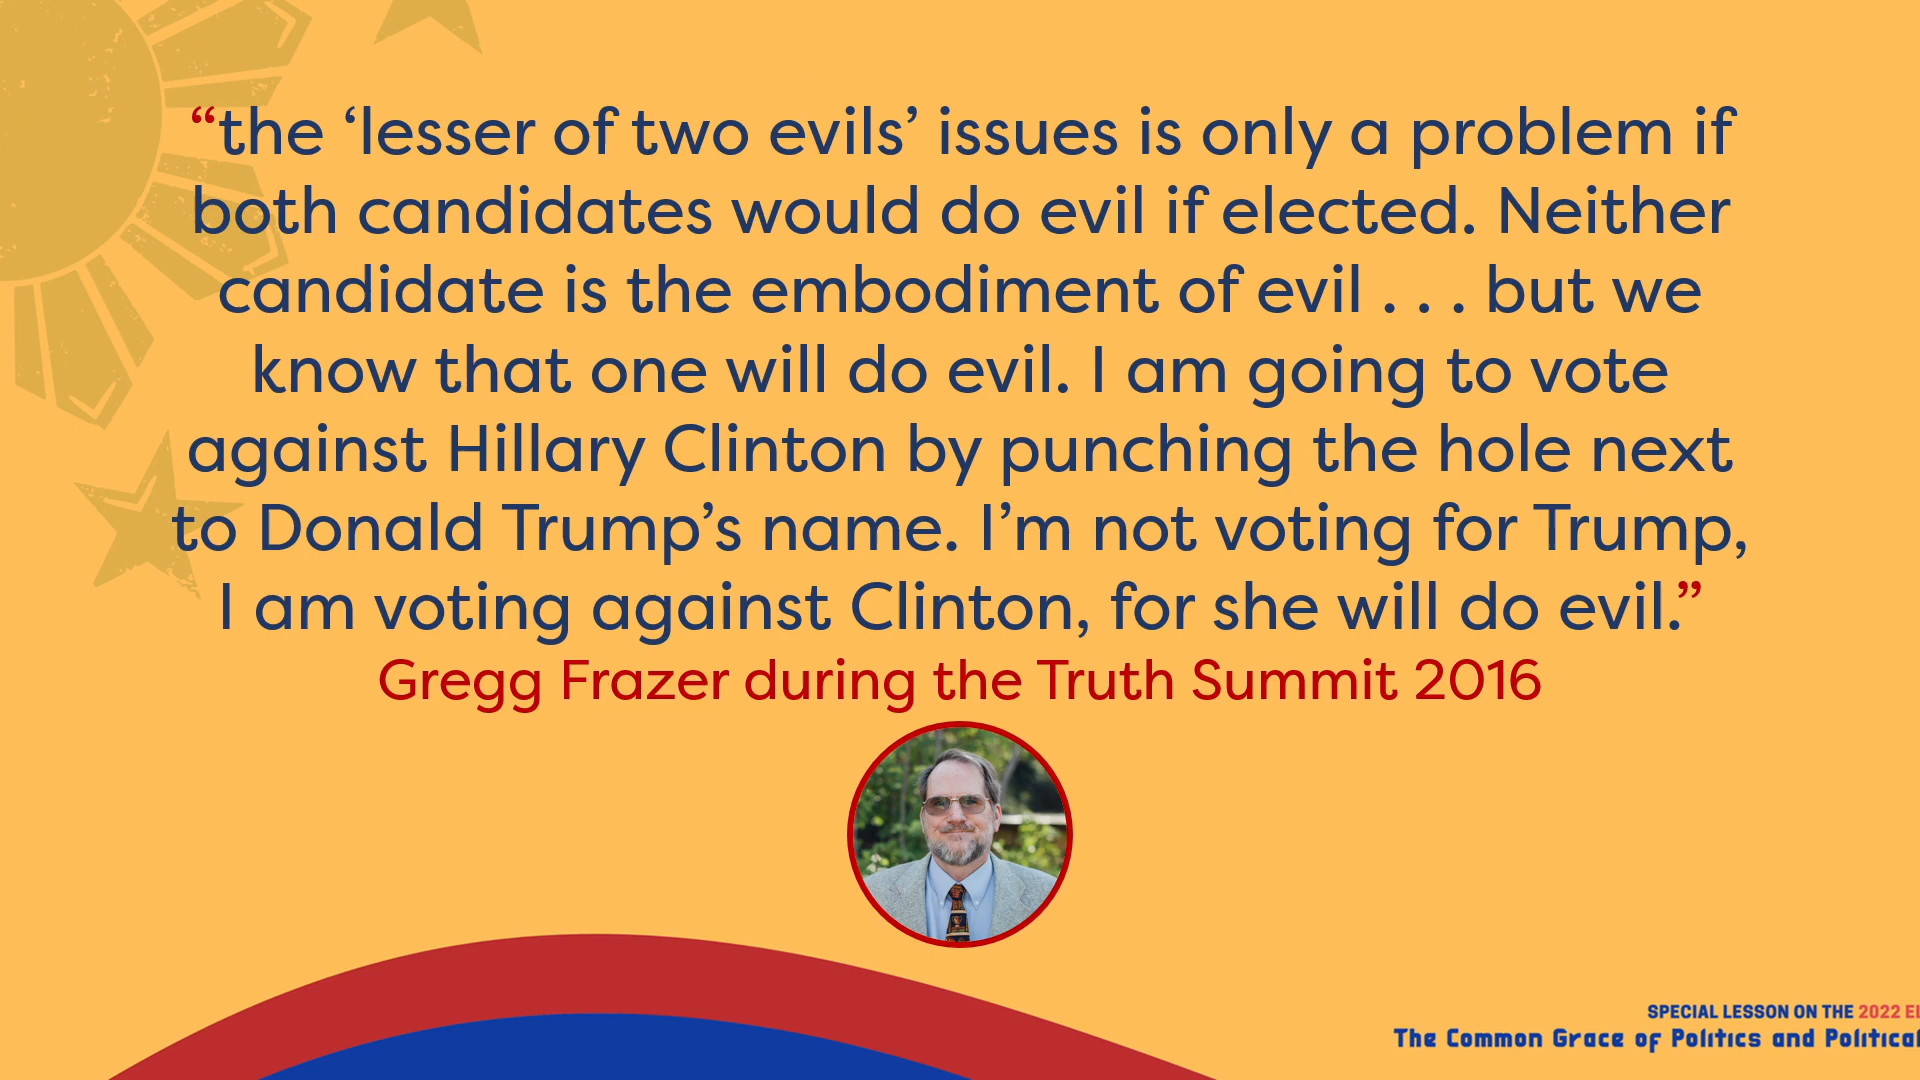 “the ‘lesser of two evils’ issues is only a problem if
both candidates would do evil if elected. Neither
candidate is the embodiment of evil . . . but we
know that one will do evil. I am going to vote
against Hillary Clinton by punching the hole next
to Donald Trump’s name. I’m not voting for Trump,
I am voting against Clinton, for she will do evil.”
Gregg Frazer during the Truth Summit 2016
SPECIAL LESSON ON THE 2022 EL
The Common Grace of Politics and Political